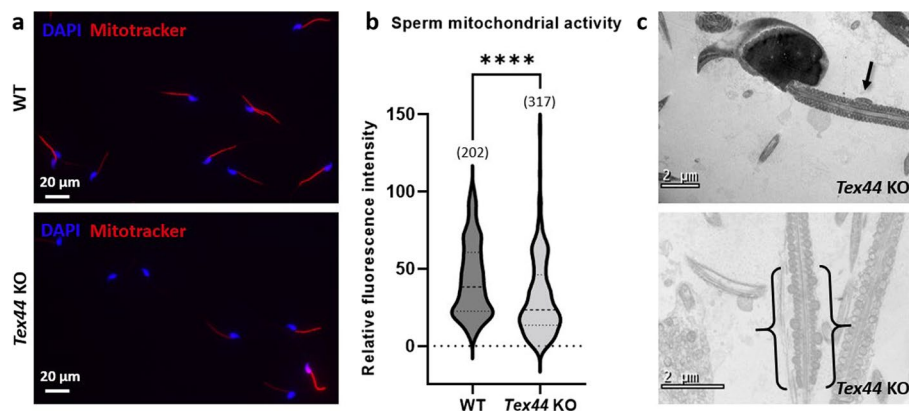 a
DAPI Mitotracker
WT
20 µm
DAPI Mitotracker
Tex44 KO
20 µm
b Sperm mitochondrial activity
****
(317)
(202)
150
100
50
0
Relative fluorescence intensity
WT Tex44 KO
c
2 µm
Tex44 KO
2 µm
Tex44 KO